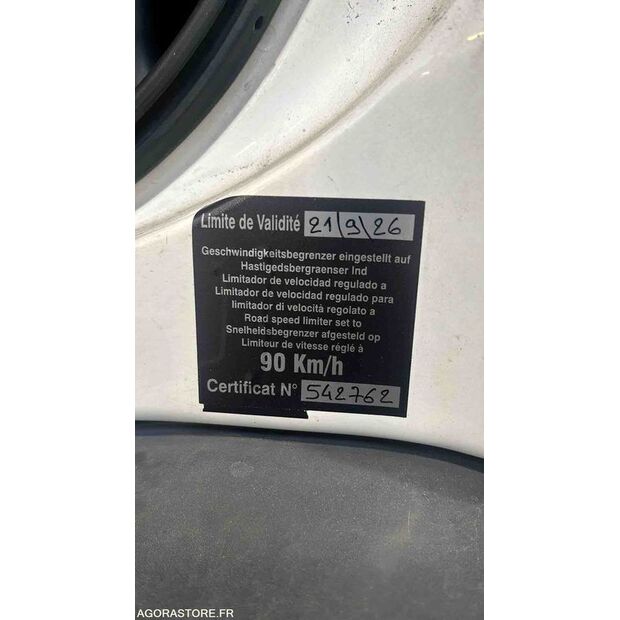 Limite de Validité 21/9/26
Geschwindigkeitsbegrenzer eingestellt auf
Hastigedsbergraenser Ind
Limitador de velocidad regulado a
Limitador de velocidad regulado para
limitador di velocità regolato a
Road speed limiter set to
Snelheidsbegrenzer afgesteld op
Limiteur de vitesse réglé à
90 Km/h
Certificat N° 542762
AGORASTORE.FR